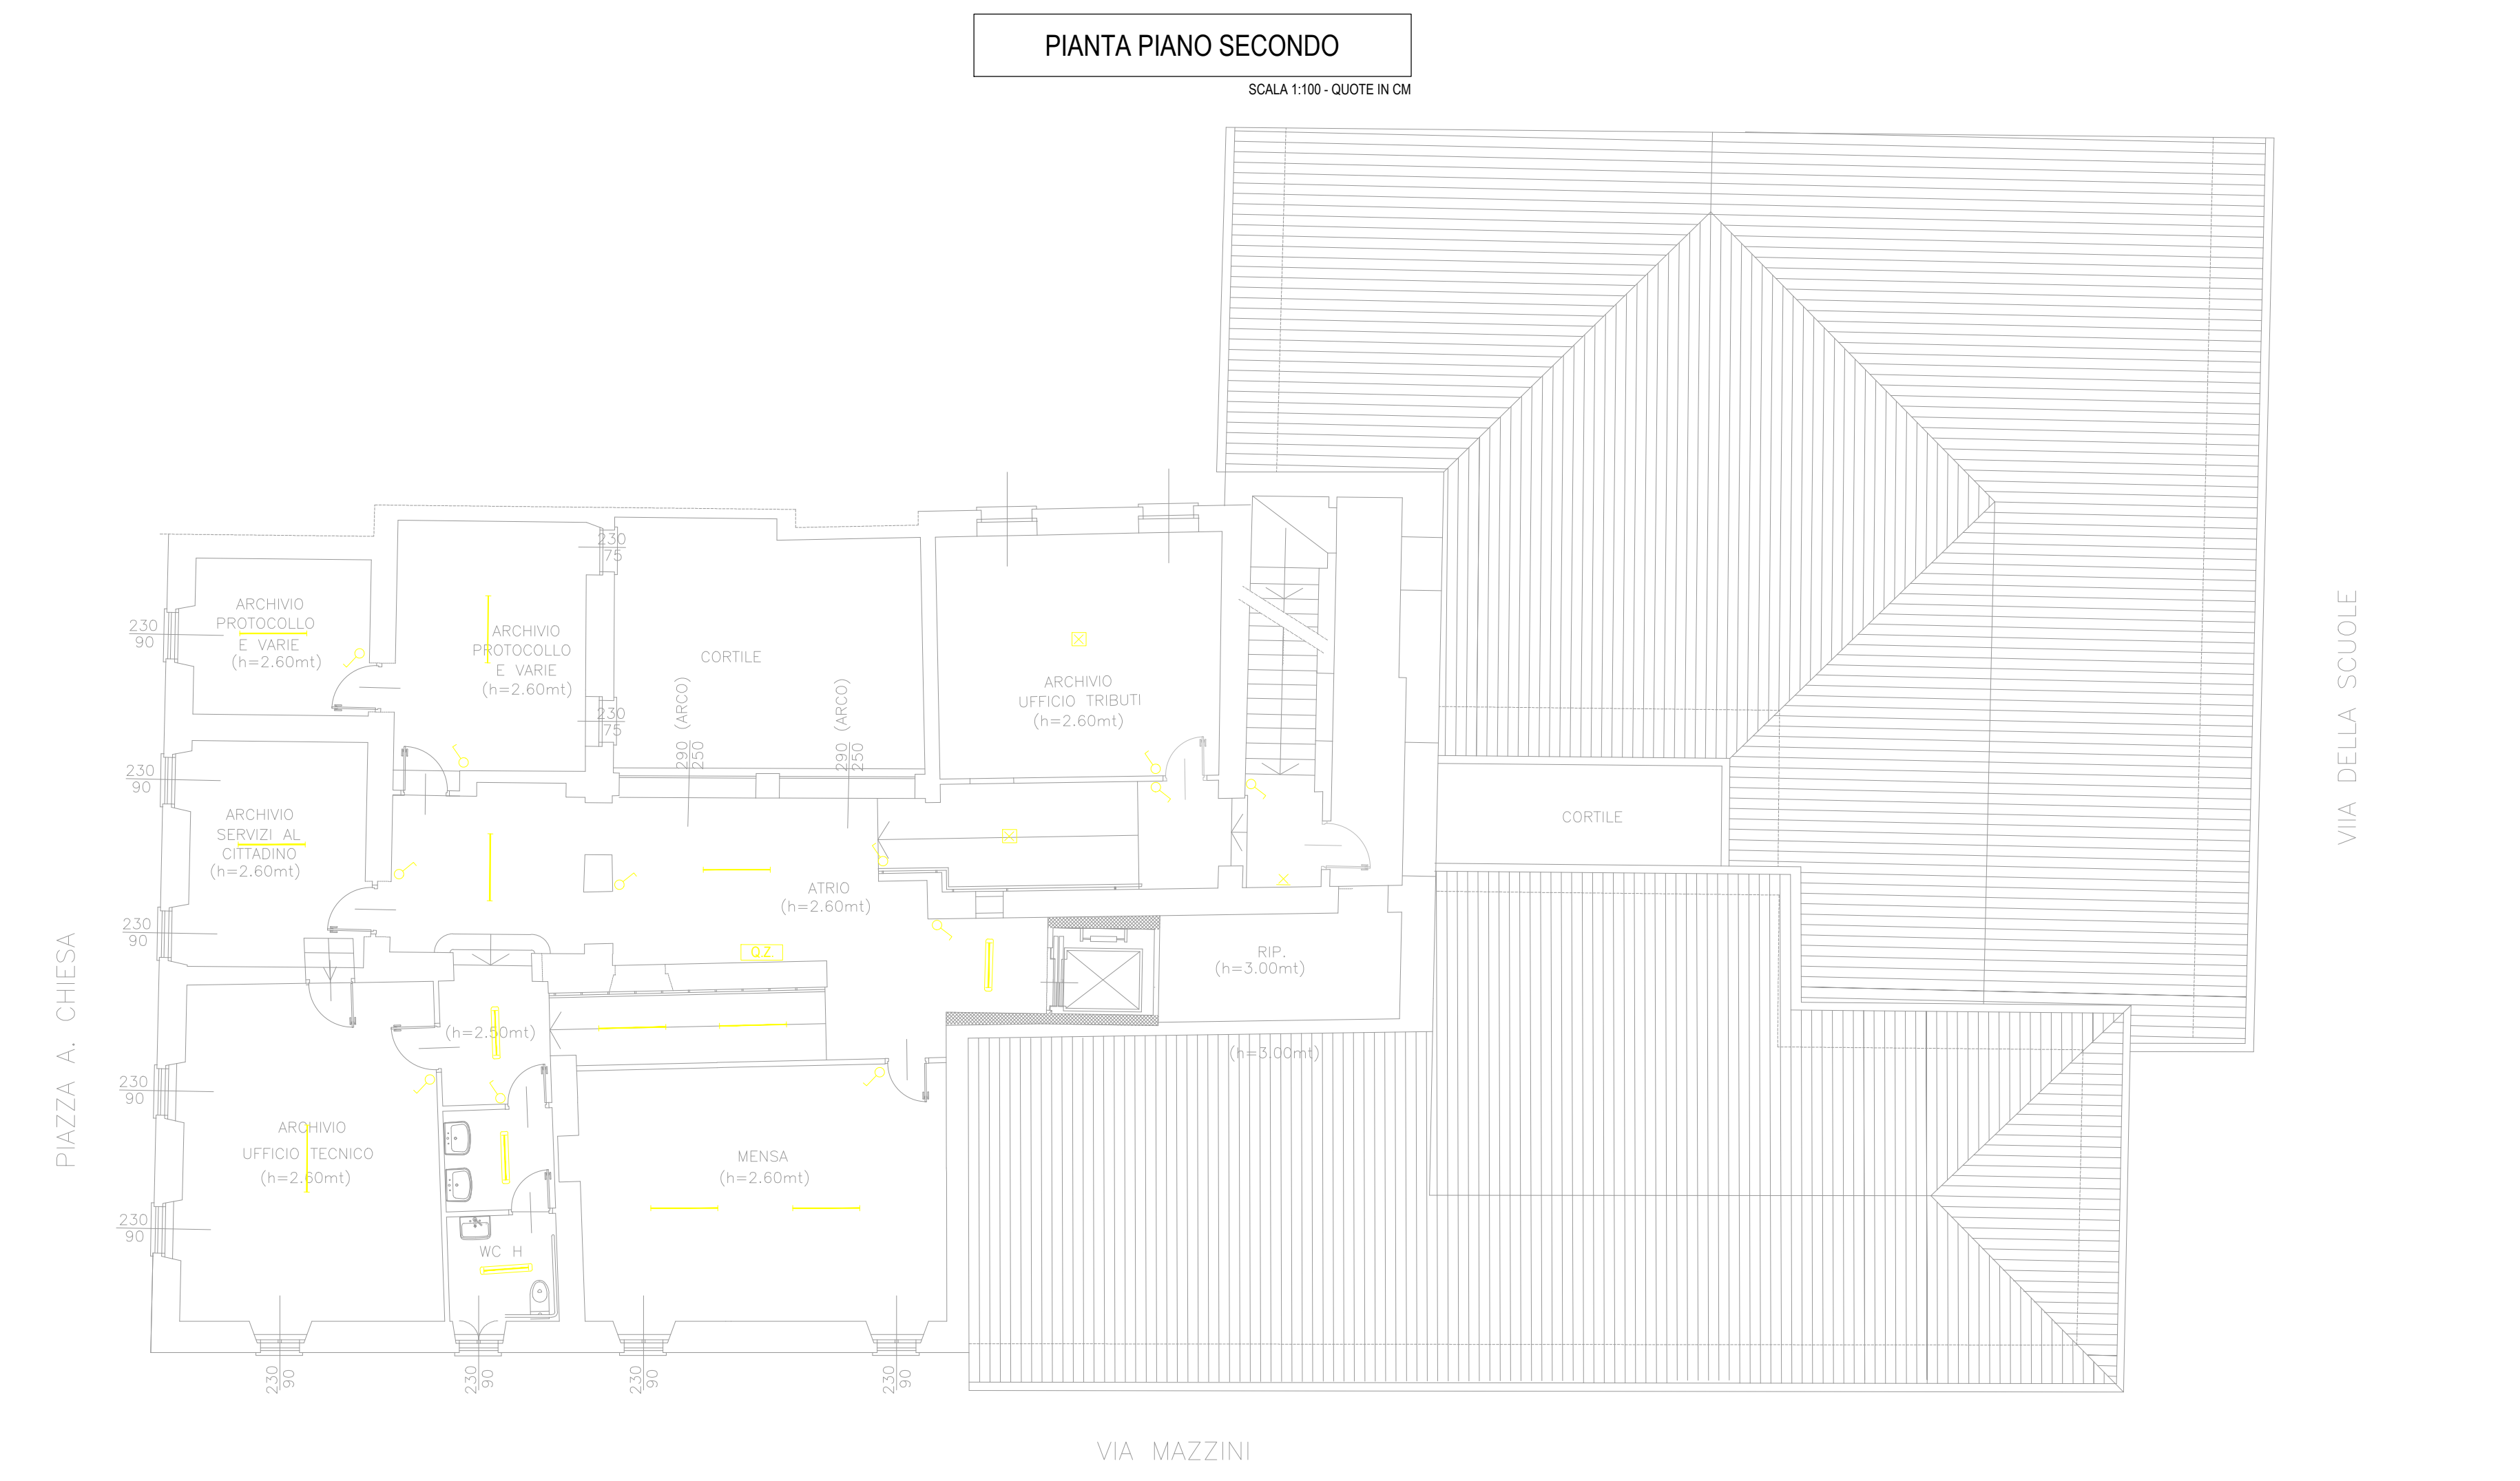 PIANTA PIANO SECONDO
SCALA 1:100 - QUOTE IN CM
230
75
ARCHIVIO
PROTOCOLLO
E VARIE
(h=2.60mt)
230
90
ARCHIVIO
PROTOCOLLO
E VARIE
(h=2.60mt)
CORTILE
230
75
290 (ARCO)
250
290 (ARCO)
250
ARCHIVIO
UFFICIO TRIBUTI
(h=2.60mt)
VIIA DELLA SCUOLE
230
90
ARCHIVIO
SERVIZI AL
CITTADINO
(h=2.60mt)
CORTILE
ATRIO
(h=2.60mt)
230
90
Q.Z.
RIP.
(h=3.00mt)
PIAZZA A. CHIESA
(h=2.50mt)
(h=3.00mt)
230
90
ARCHIVIO
UFFICIO TECNICO
(h=2.60mt)
MENSA
(h=2.60mt)
230
90
WC H
230
90
230
90
230
90
230
90
VIA MAZZINI